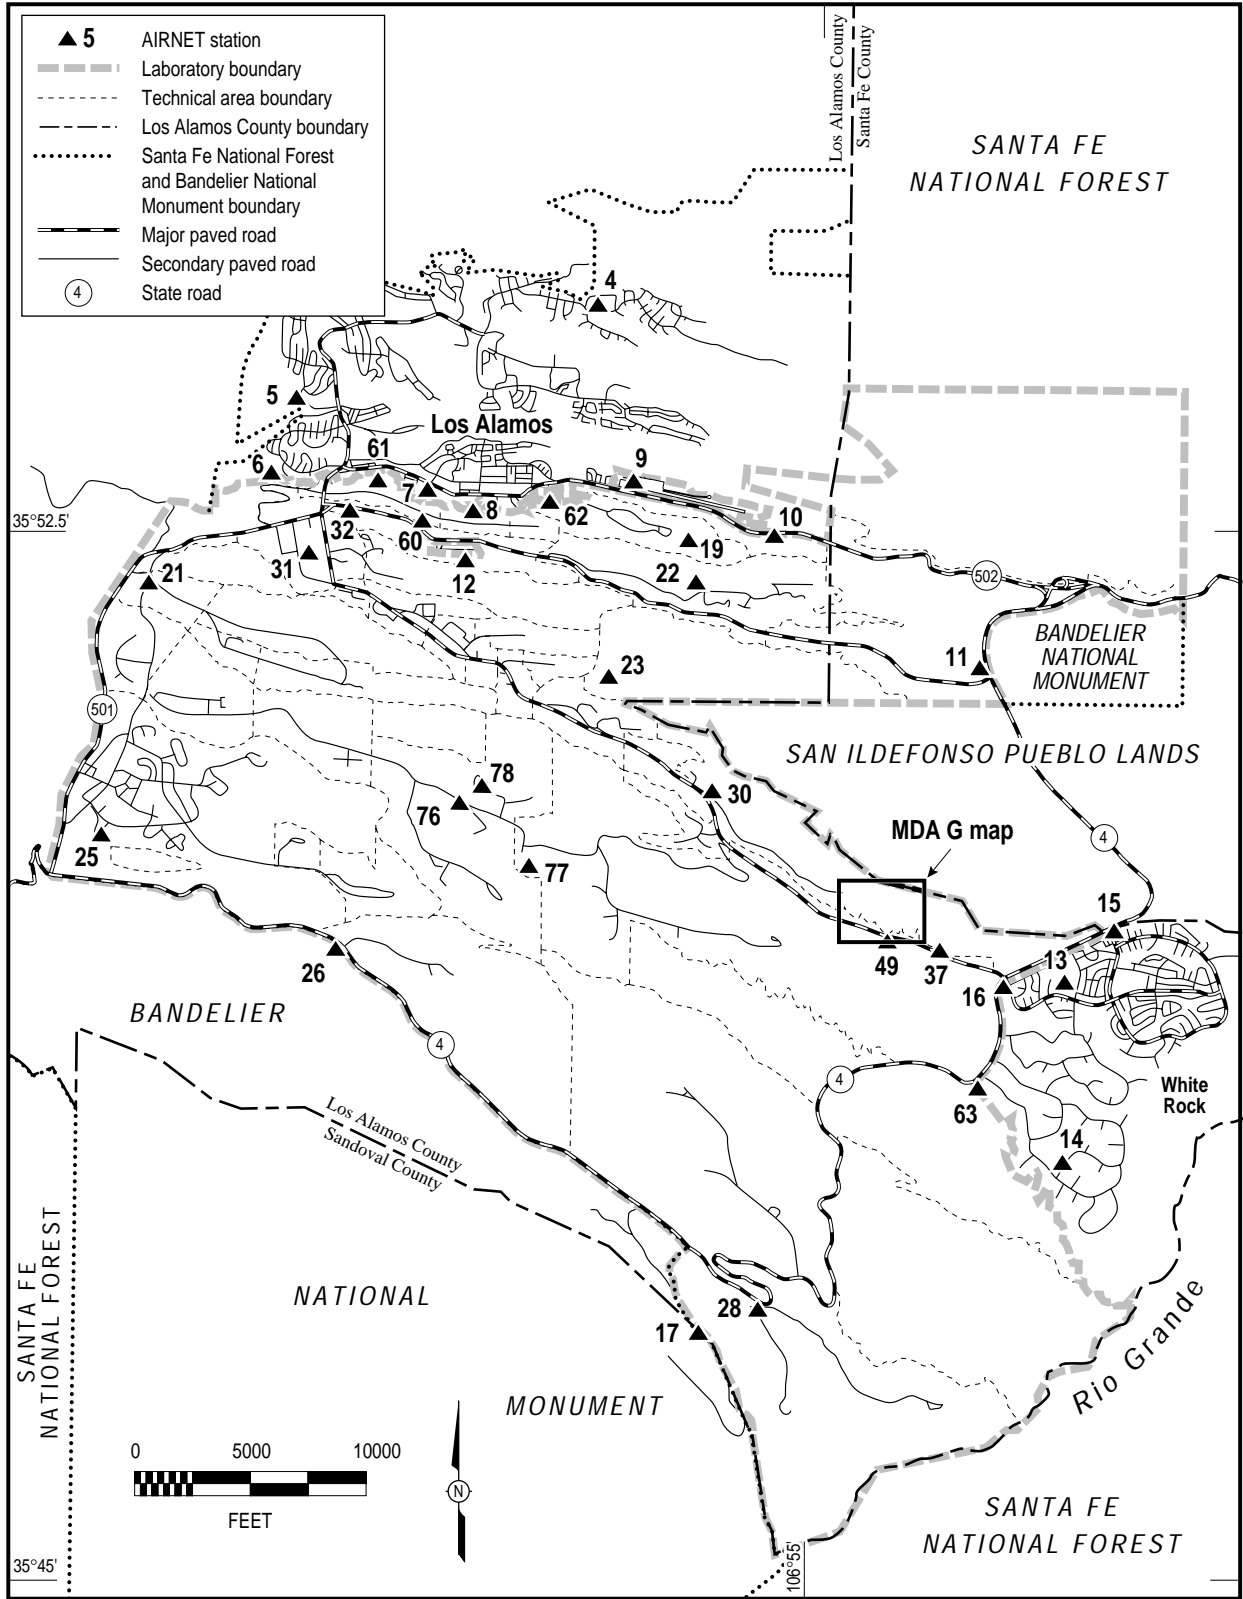 5 AIRNET station
Laboratory boundary
Technical area boundary
Los Alamos County boundary
Santa Fe National Forest
and Bandelier National
Monument boundary
Major paved road
Secondary paved road
4 State road
Los Alamos County
Santa Fe County
SANTA FE
NATIONAL FOREST
4
5
Los Alamos
6
61
7
8
9
62
10
35°52.5'
32
60
19
31
12
22
21
502
BANDELIER
NATIONAL
MONUMENT
11
23
501
SAN ILDEFONSO PUEBLO LANDS
78
76
30
MDA G map
4
25
77
15
26
49
37
13
16
BANDELIER
4
4
63
White
Rock
Los Alamos County
Sandoval County
14
SANTA FE
NATIONAL FOREST
NATIONAL
28
17
Rio Grande
MONUMENT
0 5000 10000
FEET
N
SANTA FE
NATIONAL FOREST
35°45'
106°55'